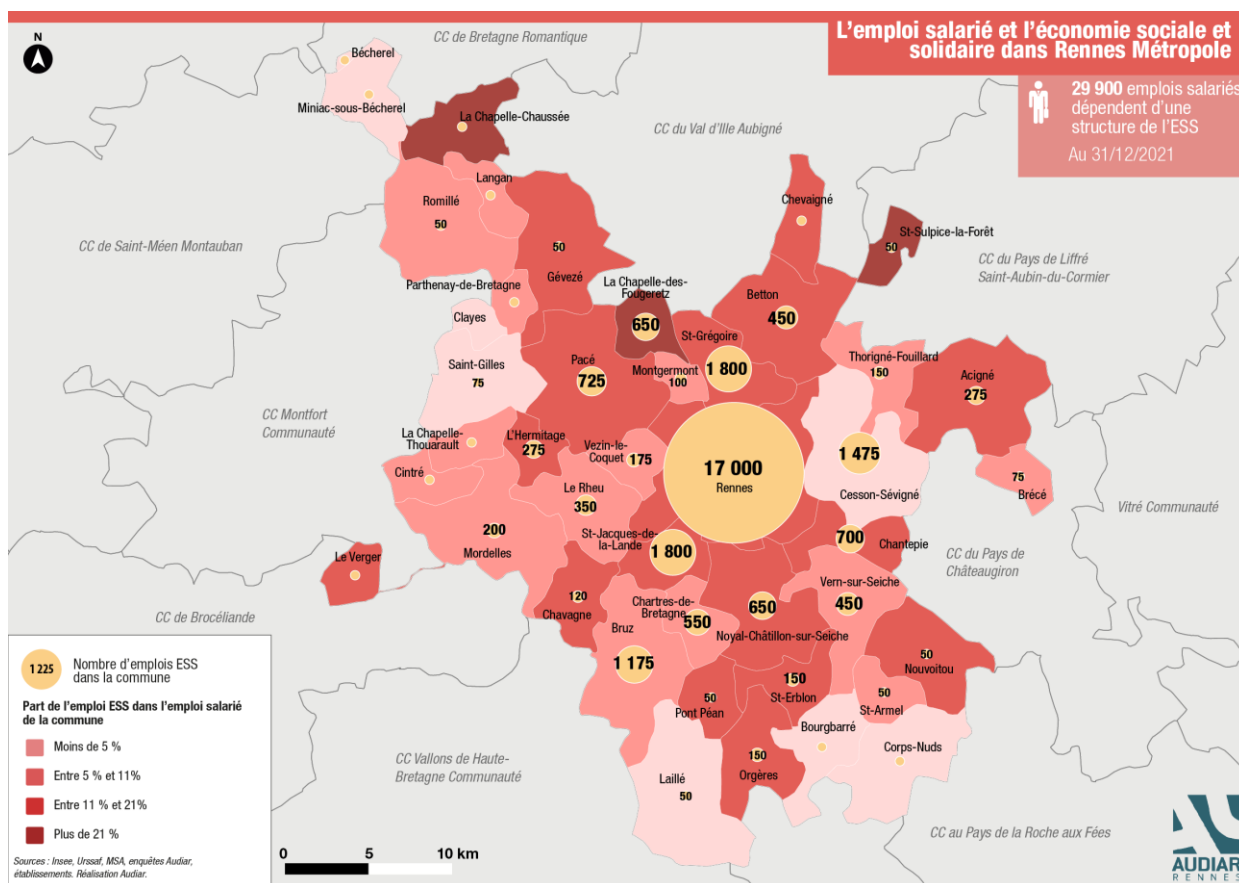 L'emploi salarié et l'économie sociale et
solidaire dans Rennes Métropole
29 900 emplois salariés
dépendent d'une
structure de l'ESS
Au 31/12/2021
N
CC de Bretagne Romantique
Bécherel
Miniac-sous-Bécherel
La Chapelle-Chaussée
CC du Val d'Ille Aubigné
Langan
Romillé
50
Chevaigné
St-Sulpice-la-Forêt
50
CC de Saint-Méen Montauban
50
Gévezé
CC du Pays de Liffré
Saint-Aubin-du-Cormier
Parthenay-de-Bretagne
La Chapelle-des-
Fougeretz
650
Betton
450
Clayes
St-Grégoire
1 800
Saint-Gilles
75
Pacé
725
Montgermont
100
Thorigné-Fouillard
150
Acigné
275
CC Montfort
Communauté
La Chapelle-
Thouarault
L'Hermitage
275
Vezin-le-
Coquet
175
17 000
Rennes
1 475
Cesson-Sévigné
Cintré
75
Brécé
Le Rheu
350
Vitré Communauté
200
Mordelles
St-Jacques-de-
la-Lande
1 800
700
Chantepie
Le Verger
CC du Pays de
Châteaugiron
Vern-sur-Seiche
450
120
Chavagne
Chartres-de-
Bretagne
550
650
Noyal-Châtillon-sur-Seiche
CC de Brocéliande
Bruz
1 175
50
Nouvoitou
150
St-Erblon
50
St-Armel
50
Pont Péan
Bourgbarré
Corps-Nuds
150
Orgères
CC Vallons de Haute-
Bretagne Communauté
Laillé
50
CC au Pays de la Roche aux Fées
1 225
Nombre d'emplois ESS
dans la commune
Part de l'emploi ESS dans l'emploi salarié
de la commune
Moins de 5 %
Entre 5 % et 11%
Entre 11 % et 21%
Plus de 21 %
Sources : Insee, Urssaf, MSA, enquêtes Audiar,
établissements. Réalisation Audiar.
0 5 10 km
AU
AUDIAR
RENNES